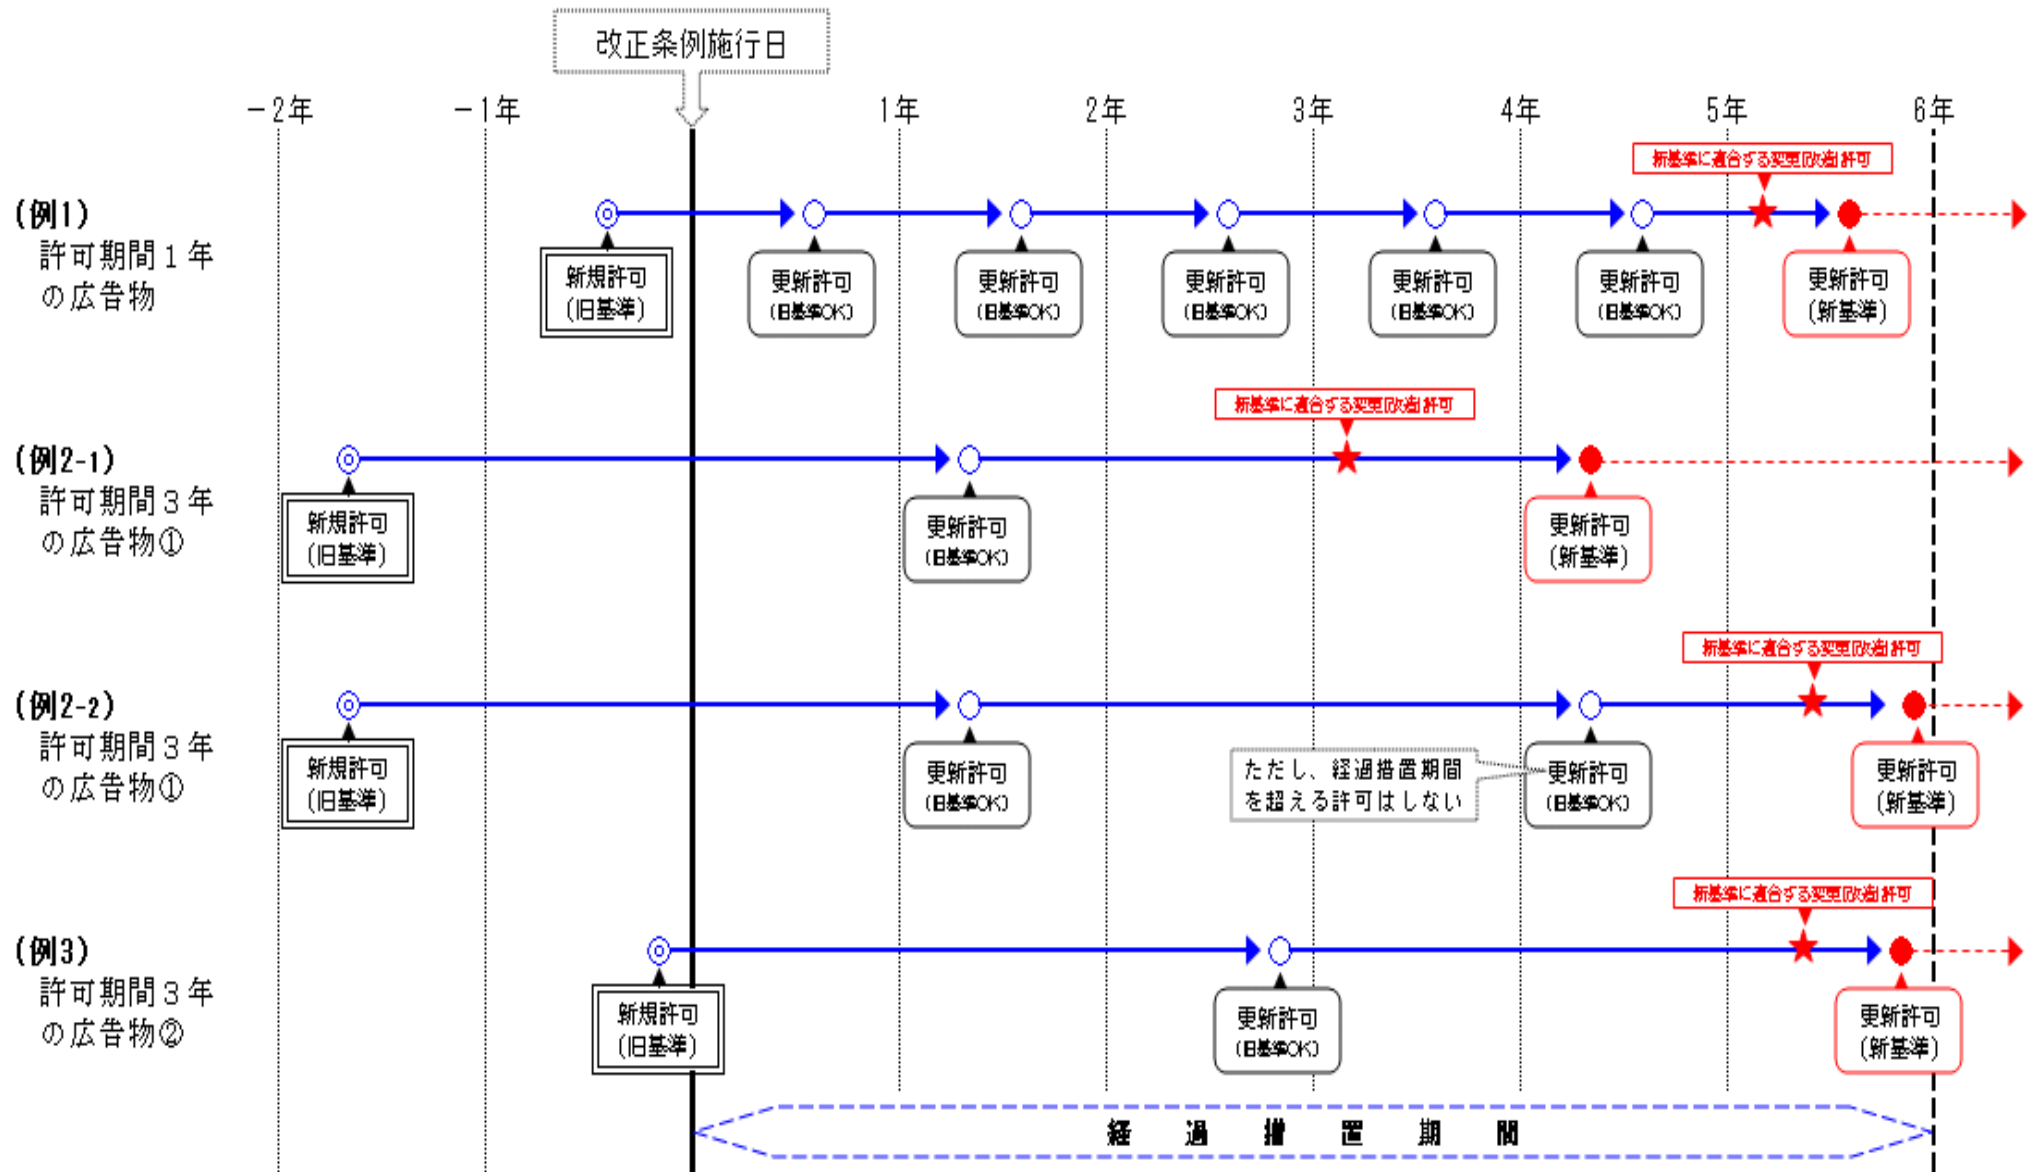 改正条例施行日
－2年 －1年 1年 2年 3年 4年 5年 6年
新基準に適合する変更(改造)許可
(例1)
許可期間１年
の広告物
新規許可
(旧基準)
更新許可
(旧基準OK)
更新許可
(旧基準OK)
更新許可
(旧基準OK)
更新許可
(旧基準OK)
更新許可
(旧基準OK)
更新許可
(新基準)
新基準に適合する変更(改造)許可
(例2-1)
許可期間３年
の広告物①
新規許可
(旧基準)
更新許可
(旧基準OK)
更新許可
(新基準)
新基準に適合する変更(改造)許可
(例2-2)
許可期間３年
の広告物①
新規許可
(旧基準)
更新許可
(旧基準OK)
ただし、経過措置期間
を超える許可はしない
更新許可
(旧基準OK)
更新許可
(新基準)
新基準に適合する変更(改造)許可
(例3)
許可期間３年
の広告物②
新規許可
(旧基準)
更新許可
(旧基準OK)
更新許可
(新基準)
経過措置期間